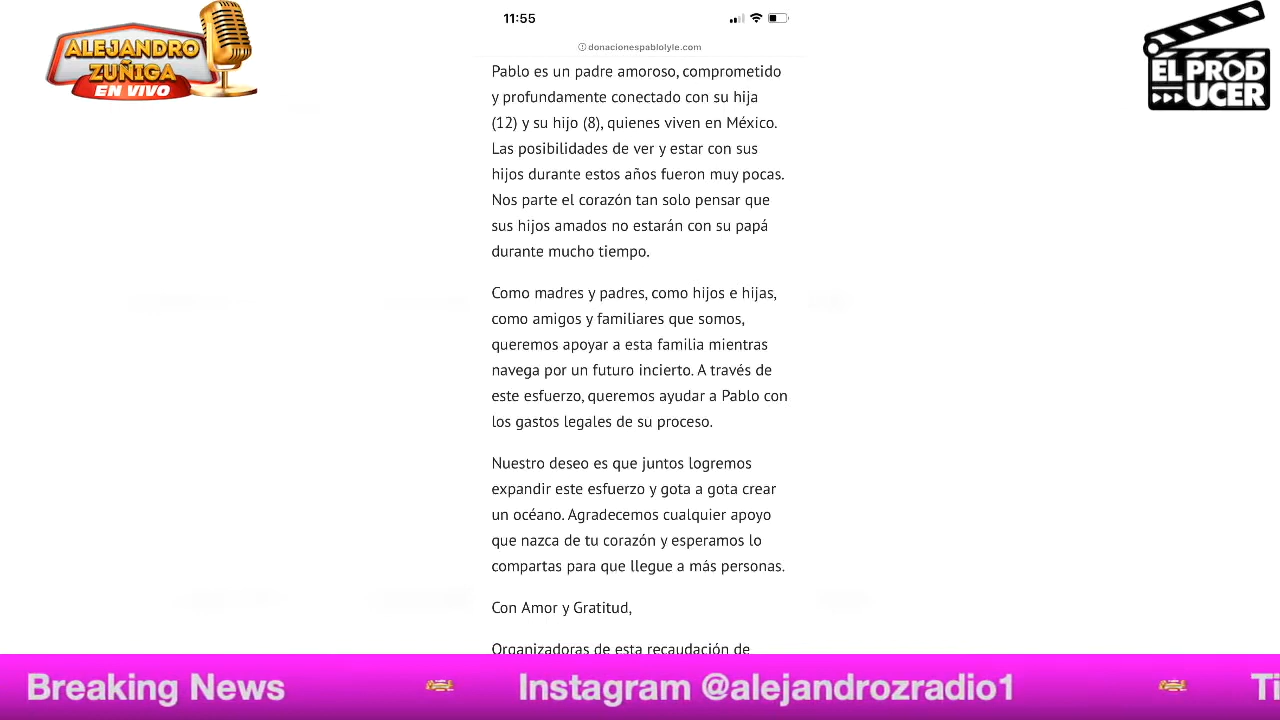 ALEJANDRO
ZUÑIGA
EN VIVO
EL PROD
UCER
11:55
donacionespablolyle.com
Pablo es un padre amoroso, comprometido
y profundamente conectado con su hija
(12) y su hijo (8), quienes viven en México.
Las posibilidades de ver y estar con sus
hijos durante estos años fueron muy pocas.
Nos parte el corazón tan solo pensar que
sus hijos amados no estarán con su papá
durante mucho tiempo.
Como madres y padres, como hijos e hijas,
como amigos y familiares que somos,
queremos apoyar a esta familia mientras
navega por un futuro incierto. A través de
este esfuerzo, queremos ayudar a Pablo con
los gastos legales de su proceso.
Nuestro deseo es que juntos logremos
expandir este esfuerzo y gota a gota crear
un océano. Agradecemos cualquier apoyo
que nazca de tu corazón y esperamos lo
compartas para que llegue a más personas.
Con Amor y Gratitud,
Organizadoras de esta recaudación de
Breaking News Instagram @alejandrozradio1 Ti